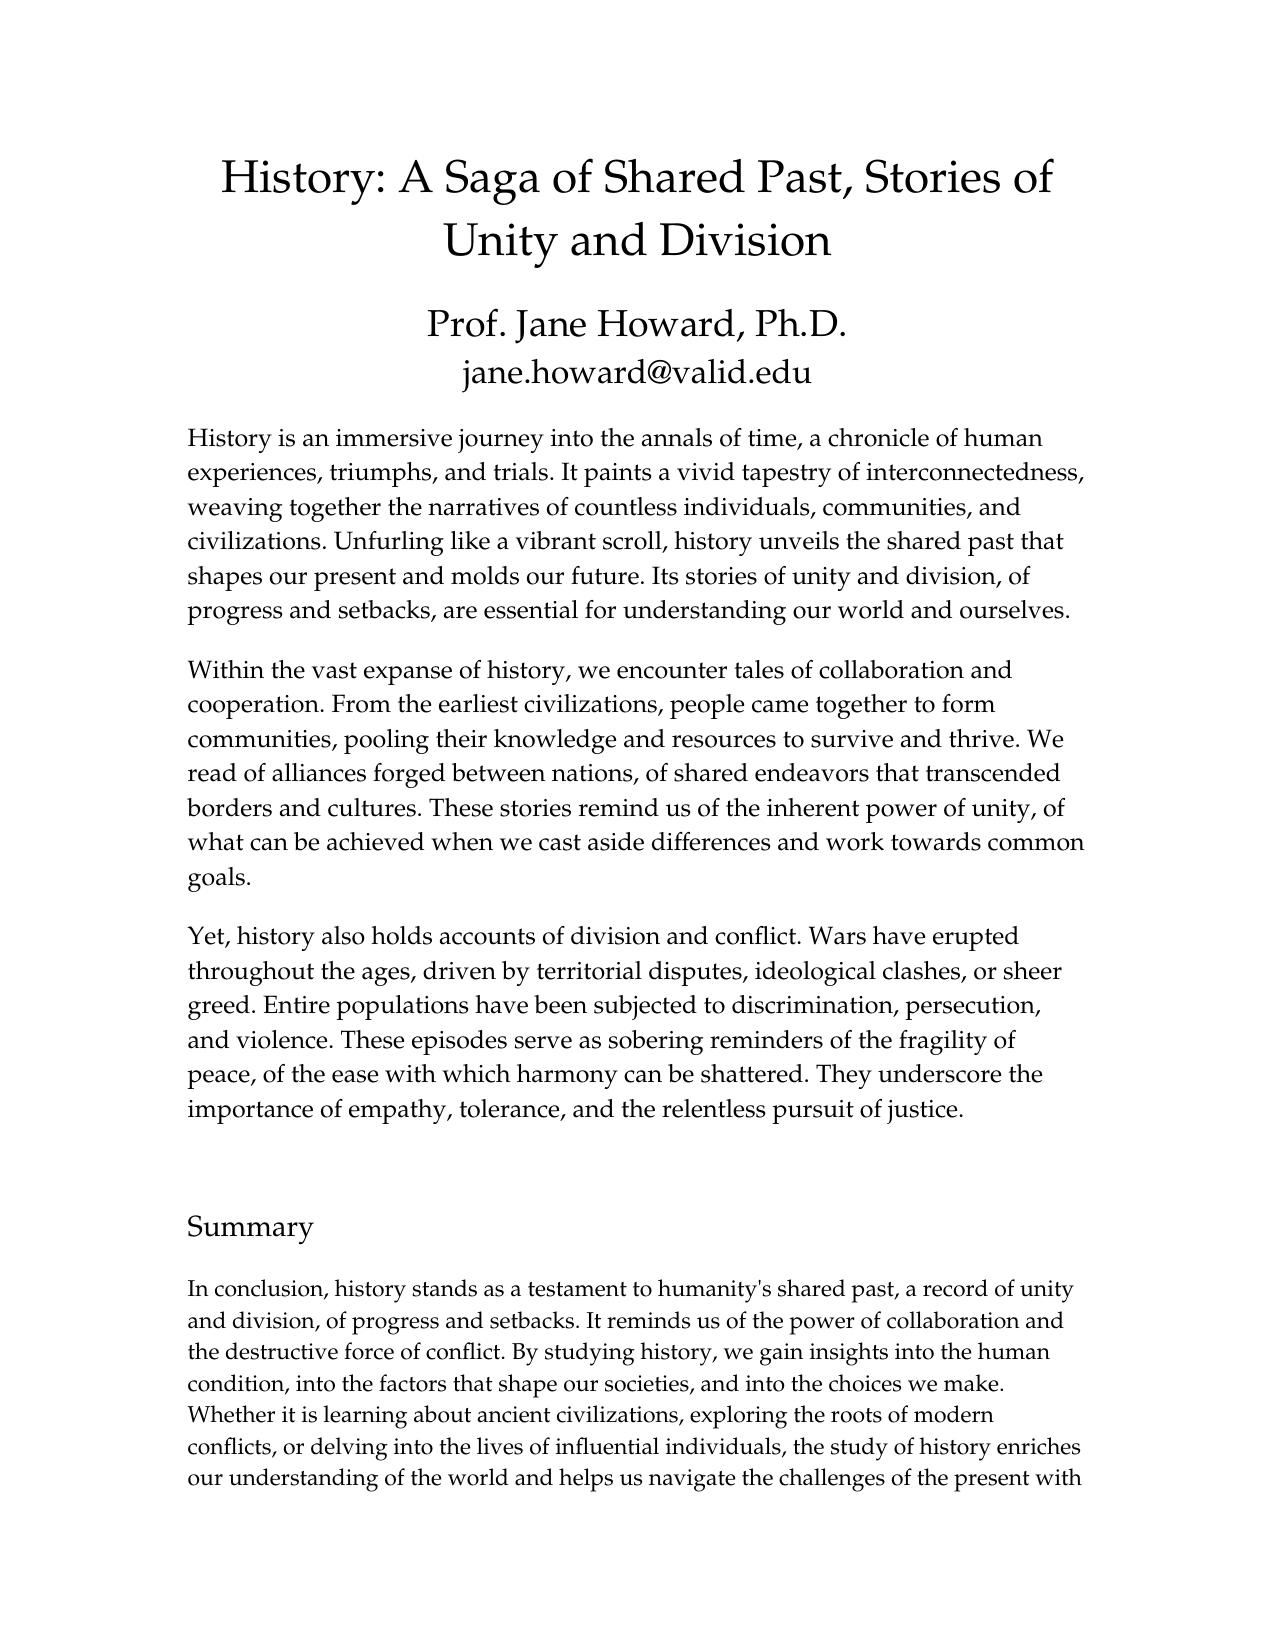 History: A Saga of Shared Past, Stories of
Unity and Division
Prof. Jane Howard, Ph.D.
jane.howard@valid.edu
History is an immersive journey into the annals of time, a chronicle of human
experiences, triumphs, and trials. It paints a vivid tapestry of interconnectedness,
weaving together the narratives of countless individuals, communities, and
civilizations. Unfurling like a vibrant scroll, history unveils the shared past that
shapes our present and molds our future. Its stories of unity and division, of
progress and setbacks, are essential for understanding our world and ourselves.
Within the vast expanse of history, we encounter tales of collaboration and
cooperation. From the earliest civilizations, people came together to form
communities, pooling their knowledge and resources to survive and thrive. We
read of alliances forged between nations, of shared endeavors that transcended
borders and cultures. These stories remind us of the inherent power of unity, of
what can be achieved when we cast aside differences and work towards common
goals.
Yet, history also holds accounts of division and conflict. Wars have erupted
throughout the ages, driven by territorial disputes, ideological clashes, or sheer
greed. Entire populations have been subjected to discrimination, persecution,
and violence. These episodes serve as sobering reminders of the fragility of
peace, of the ease with which harmony can be shattered. They underscore the
importance of empathy, tolerance, and the relentless pursuit of justice.
Summary
In conclusion, history stands as a testament to humanity's shared past, a record of unity
and division, of progress and setbacks. It reminds us of the power of collaboration and
the destructive force of conflict. By studying history, we gain insights into the human
condition, into the factors that shape our societies, and into the choices we make.
Whether it is learning about ancient civilizations, exploring the roots of modern
conflicts, or delving into the lives of influential individuals, the study of history enriches
our understanding of the world and helps us navigate the challenges of the present with